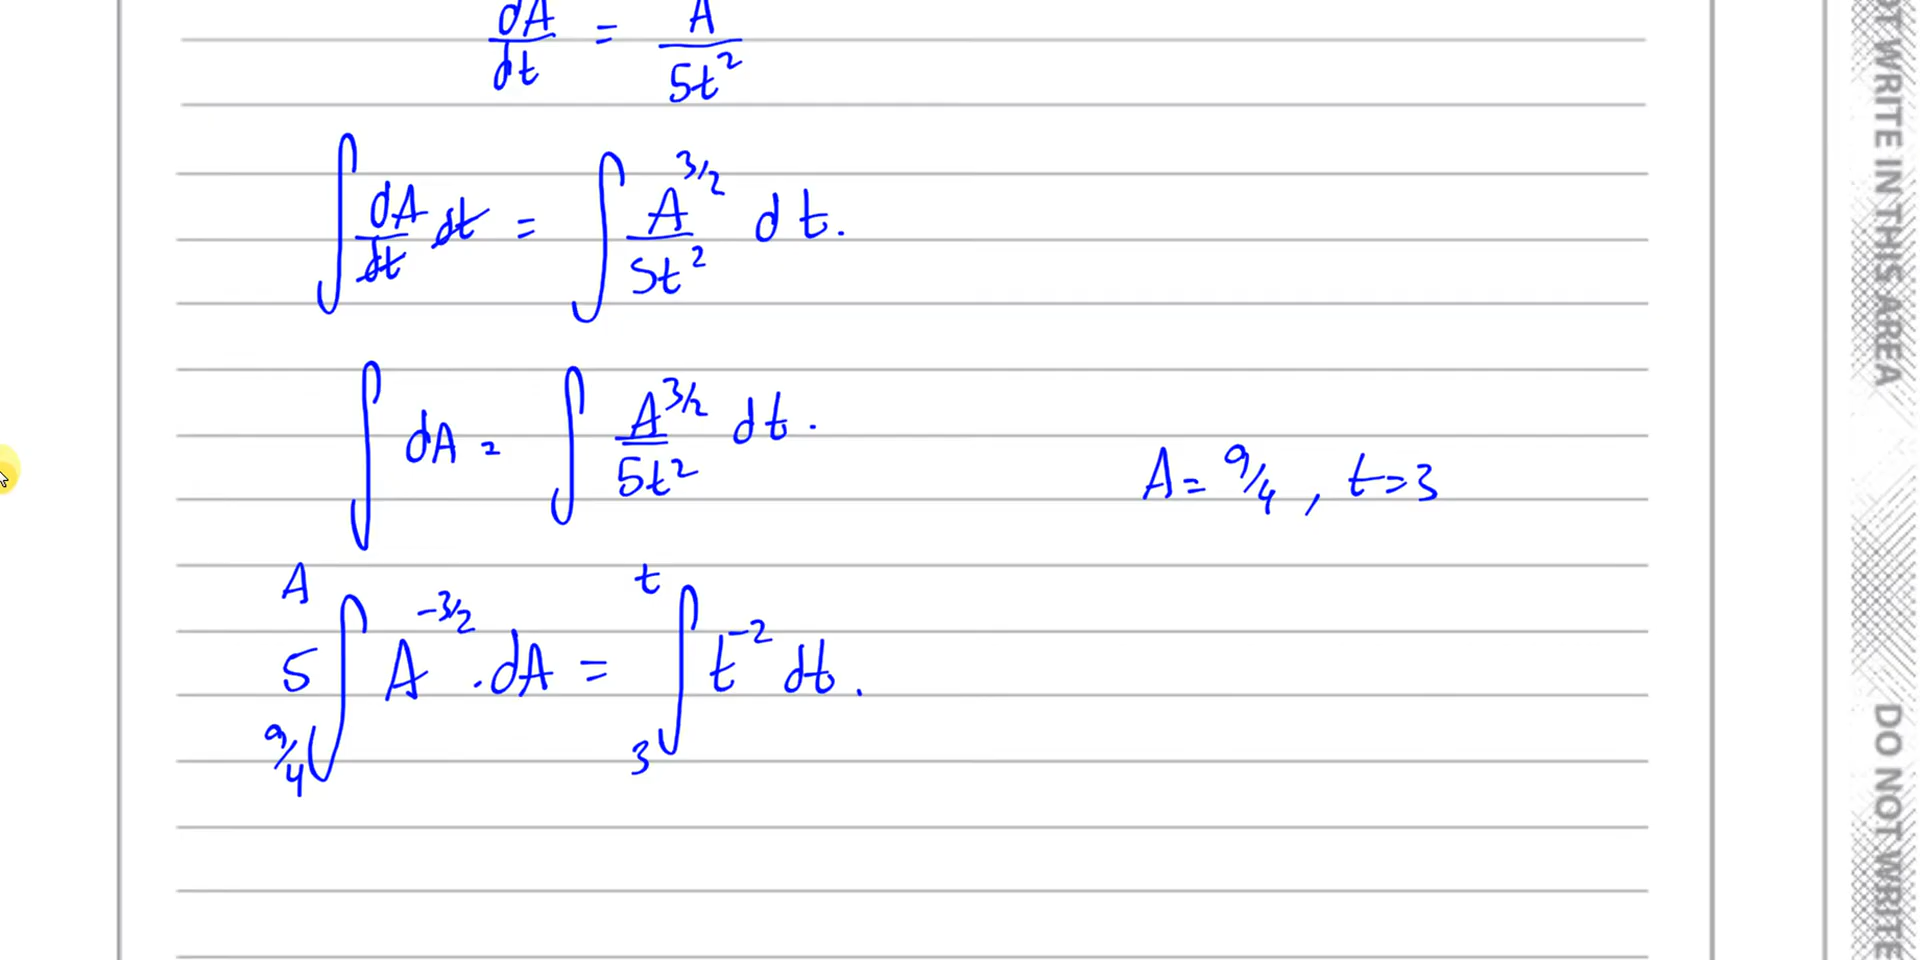 dA/dt = A/5t²
∫ dA/dt dt = ∫ A^3/2 / 5t² dt.
∫ dA = ∫ A^3/2 / 5t² dt.
A = 9/4 , t = 3
5 ∫_{9/4}^{A} A^-3/2 . dA = ∫_{3}^{t} t^-2 dt.
OT WRITE IN THIS AREA
DO NOT WRITE